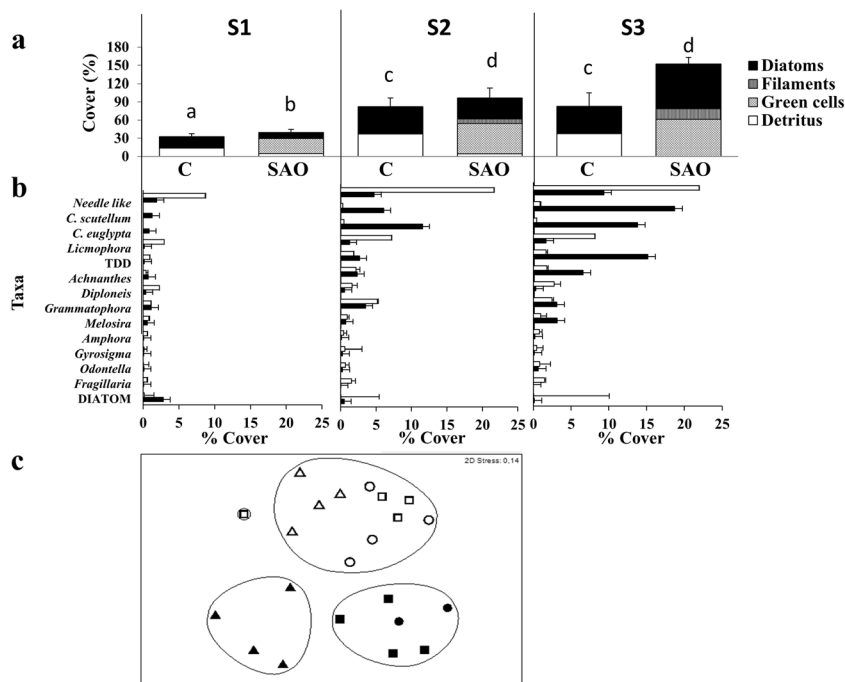 a
S1
S2
S3
Cover (%)
180
150
120
90
60
30
0
a
b
c
d
c
d
C
SAO
C
SAO
C
SAO
Diatoms
Filaments
Green cells
Detritus
b
Taxa
Needle like
C. scutellum
C. euglypta
Licmophora
TDD
Achnanthes
Diploneis
Grammatophora
Melosira
Amphora
Gyrosigma
Odontella
Fragillaria
DIATOM
0 5 10 15 20 25
% Cover
0 5 10 15 20 25
% Cover
0 5 10 15 20 25
% Cover
c
2D Stress: 0,14